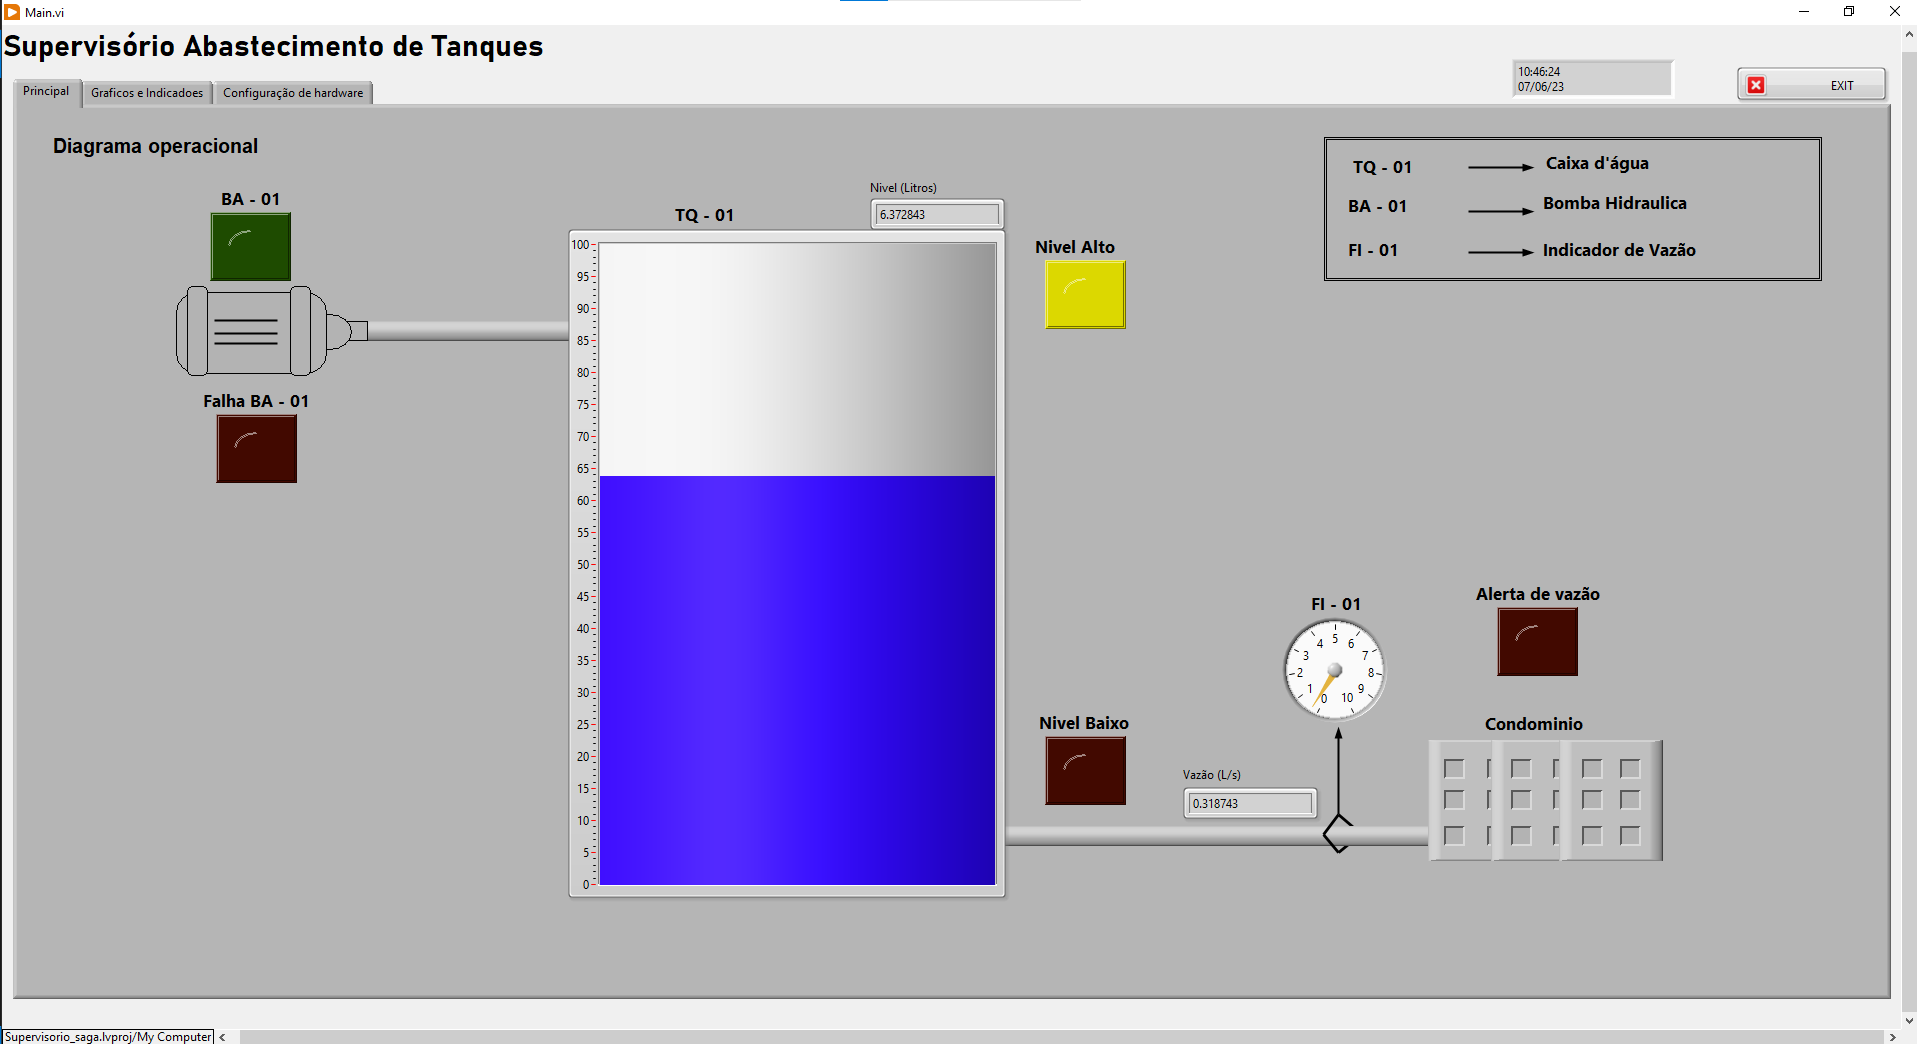 Main.vi
Supervisório Abastecimento de Tanques
10:46:24
07/06/23
EXIT
Principal
Graficos e Indicadoes
Configuração de hardware
Diagrama operacional
TQ - 01
Caixa d'água
BA - 01
Bomba Hidraulica
FI - 01
Indicador de Vazão
BA - 01
Falha BA - 01
TQ - 01
Nivel (Litros)
6.372843
100
95
90
85
80
75
70
65
60
55
50
45
40
35
30
25
20
15
10
5
0
Nivel Alto
Nivel Baixo
Vazão (L/s)
0.318743
FI - 01
0
1
2
3
4
5
6
7
8
9
10
Alerta de vazão
Condominio
Supervisorio_saga.lvproj/My Computer